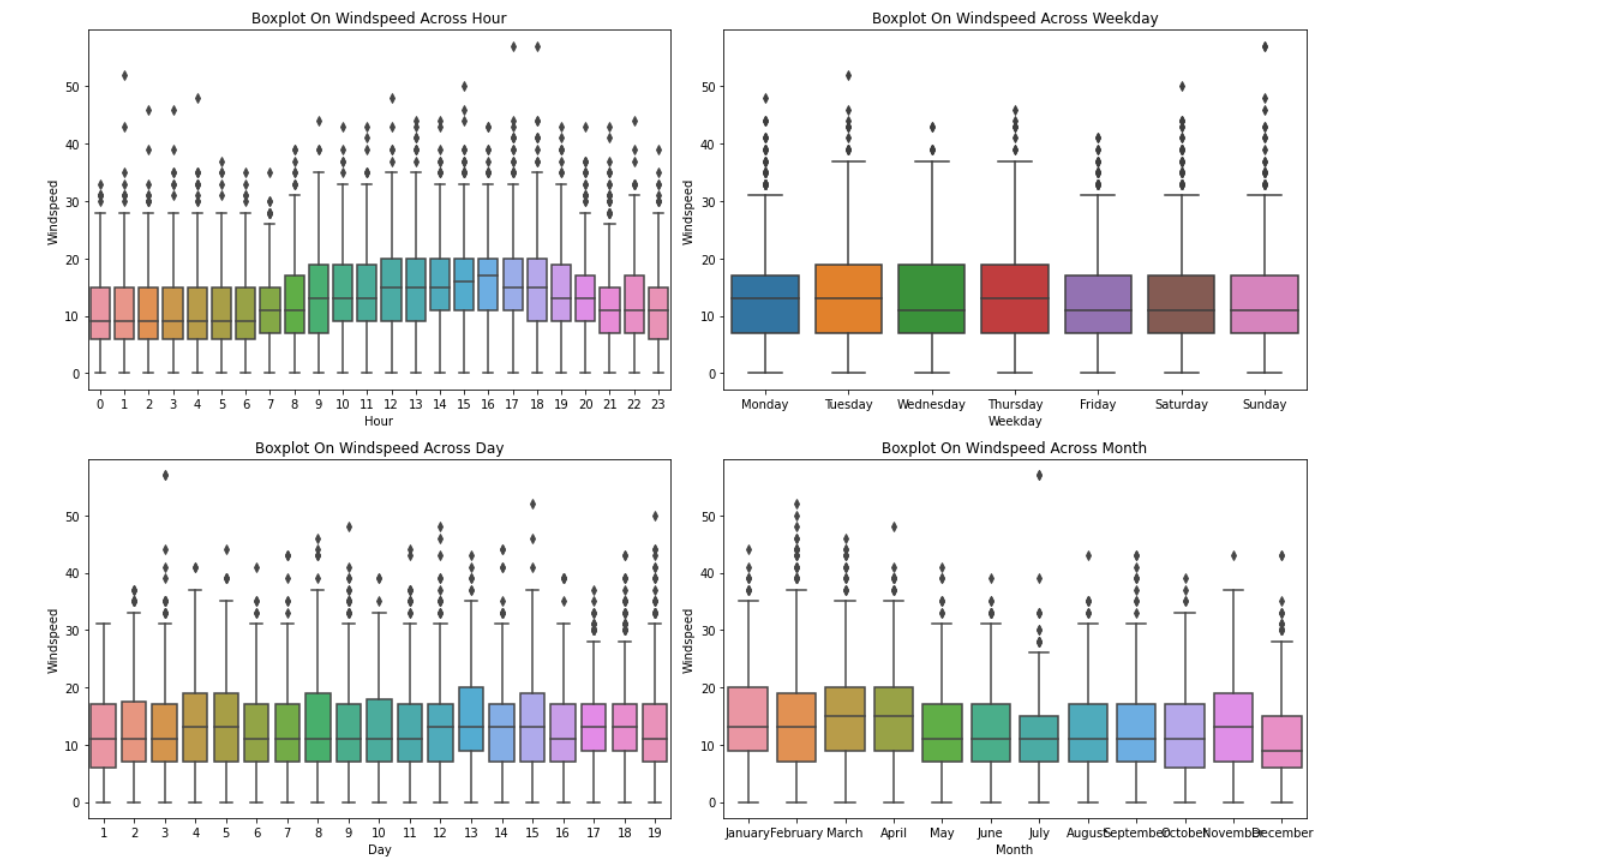 Boxplot On Windspeed Across Hour
Windspeed
50
40
30
20
10
0
0 1 2 3 4 5 6 7 8 9 10 11 12 13 14 15 16 17 18 19 20 21 22 23
Hour
Boxplot On Windspeed Across Weekday
Windspeed
50
40
30
20
10
0
Monday Tuesday Wednesday Thursday Friday Saturday Sunday
Weekday
Boxplot On Windspeed Across Day
Windspeed
50
40
30
20
10
0
1 2 3 4 5 6 7 8 9 10 11 12 13 14 15 16 17 18 19
Day
Boxplot On Windspeed Across Month
Windspeed
50
40
30
20
10
0
January February March April May June July August September October November December
Month